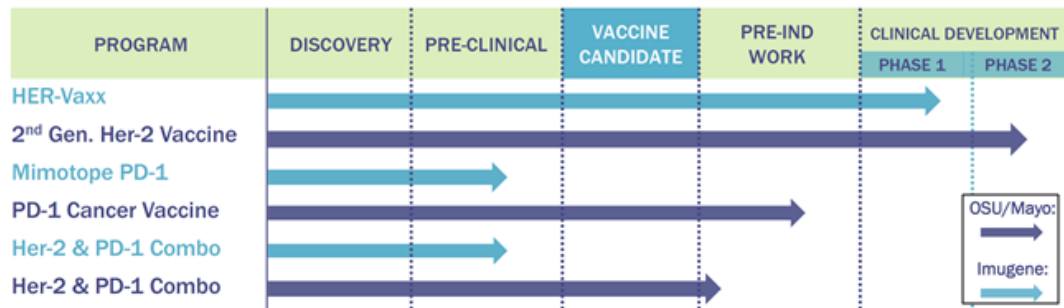 PROGRAM
DISCOVERY
PRE-CLINICAL
VACCINE
CANDIDATE
PRE-IND
WORK
CLINICAL DEVELOPMENT
PHASE 1
PHASE 2
HER-Vaxx
2nd Gen. Her-2 Vaccine
Mimotope PD-1
PD-1 Cancer Vaccine
Her-2 & PD-1 Combo
Her-2 & PD-1 Combo
OSU/Mayo:
Imugene: